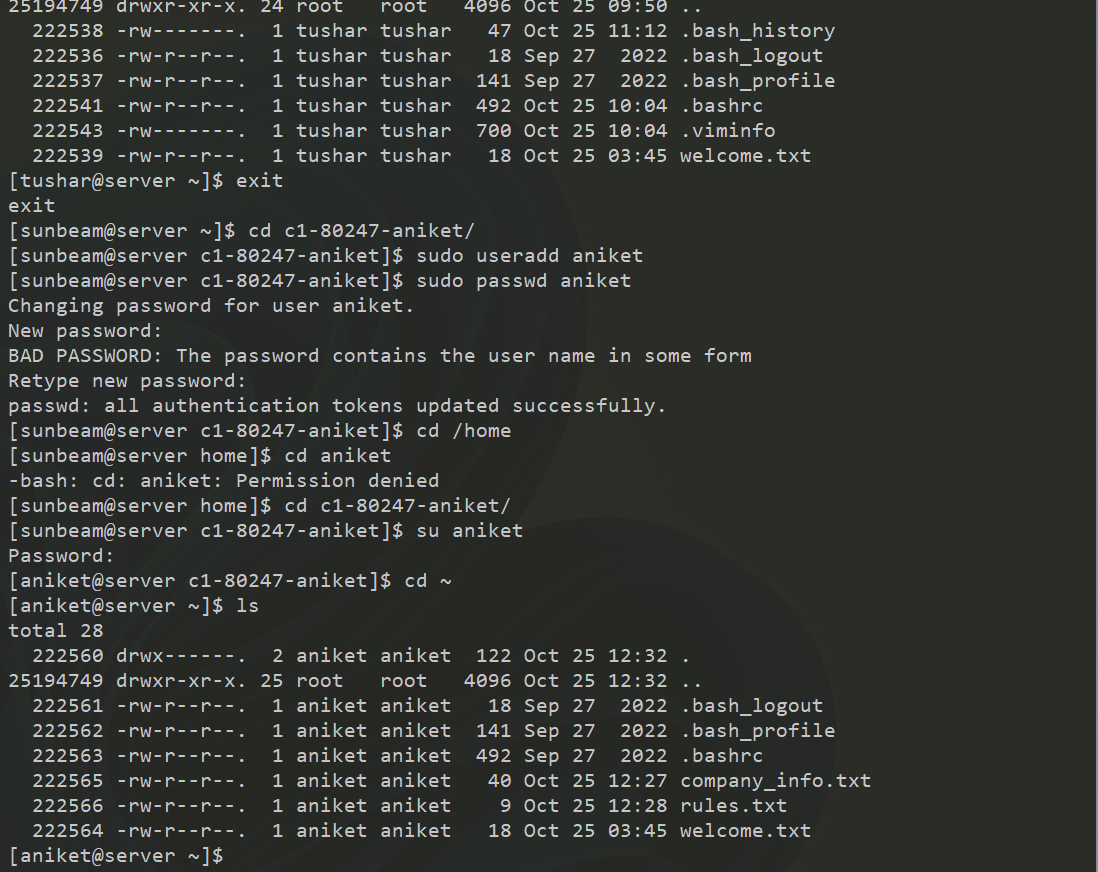 25194749 drwxr-xr-x. 24 root   root   4096 Oct 25 09:50 ..
  222538 -rw-------.  1 tushar tushar   47 Oct 25 11:12 .bash_history
  222536 -rw-r--r--.  1 tushar tushar   18 Sep 27  2022 .bash_logout
  222537 -rw-r--r--.  1 tushar tushar  141 Sep 27  2022 .bash_profile
  222541 -rw-r--r--.  1 tushar tushar  492 Oct 25 10:04 .bashrc
  222543 -rw-------.  1 tushar tushar  700 Oct 25 10:04 .viminfo
  222539 -rw-r--r--.  1 tushar tushar   18 Oct 25 03:45 welcome.txt
[tushar@server ~]$ exit
exit
[sunbeam@server ~]$ cd c1-80247-aniket/
[sunbeam@server c1-80247-aniket]$ sudo useradd aniket
[sunbeam@server c1-80247-aniket]$ sudo passwd aniket
Changing password for user aniket.
New password:
BAD PASSWORD: The password contains the user name in some form
Retype new password:
passwd: all authentication tokens updated successfully.
[sunbeam@server c1-80247-aniket]$ cd /home
[sunbeam@server home]$ cd aniket
-bash: cd: aniket: Permission denied
[sunbeam@server home]$ cd c1-80247-aniket/
[sunbeam@server c1-80247-aniket]$ su aniket
Password:
[aniket@server c1-80247-aniket]$ cd ~
[aniket@server ~]$ ls
total 28
  222560 drwx------.  2 aniket aniket  122 Oct 25 12:32 .
25194749 drwxr-xr-x. 25 root   root   4096 Oct 25 12:32 ..
  222561 -rw-r--r--.  1 aniket aniket   18 Sep 27  2022 .bash_logout
  222562 -rw-r--r--.  1 aniket aniket  141 Sep 27  2022 .bash_profile
  222563 -rw-r--r--.  1 aniket aniket  492 Sep 27  2022 .bashrc
  222565 -rw-r--r--.  1 aniket aniket   40 Oct 25 12:27 company_info.txt
  222566 -rw-r--r--.  1 aniket aniket    9 Oct 25 12:28 rules.txt
  222564 -rw-r--r--.  1 aniket aniket   18 Oct 25 03:45 welcome.txt
[aniket@server ~]$